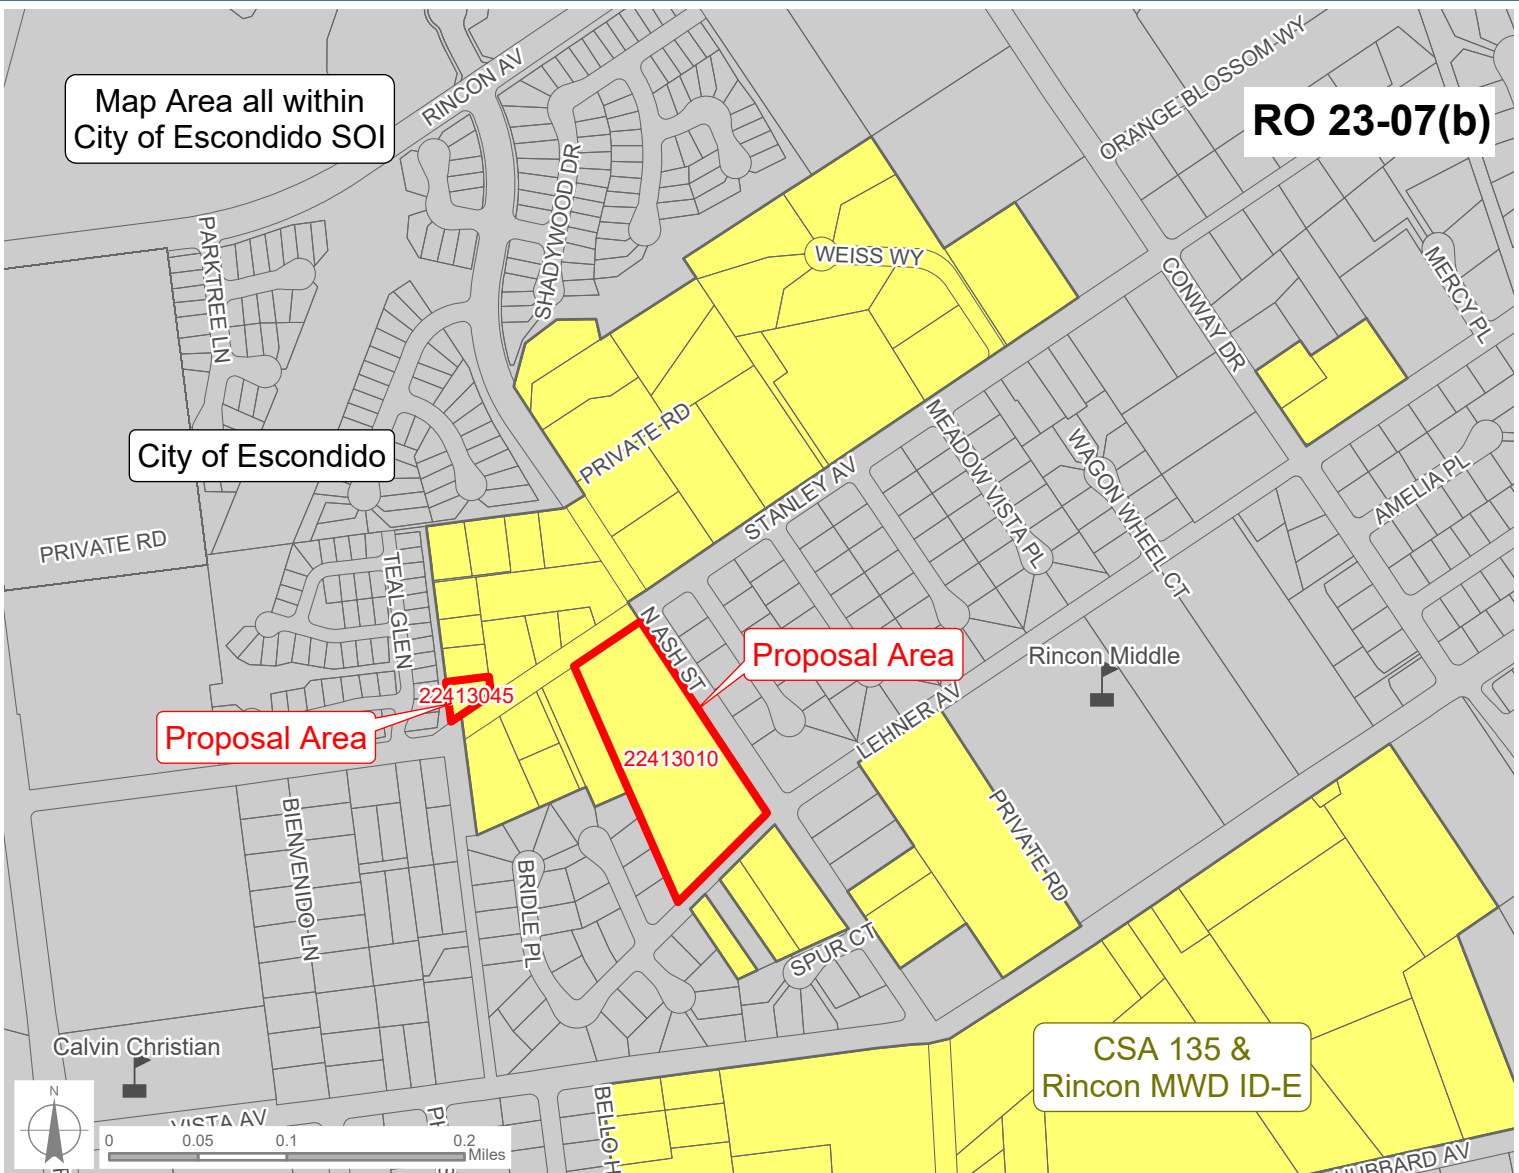 Map Area all within
City of Escondido SOI
RINCON AV
ORANGE BLOSSOM WY
RO 23-07(b)
SHADYWOOD DR
PARKTREE LN
WEISS WY
MERCY PL
CONWAY DR
City of Escondido
PRIVATE RD
MEADOW VISTA PL
WAGON WHEEL CT
STANLEY AV
AMELIA PL
PRIVATE RD
TEAL GLEN
N ASH ST
Proposal Area
Rincon Middle
22413045
Proposal Area
LEHNER AV
22413010
BIENVENIDO LN
PRIVATE RD
BRIDLE PL
SPUR CT
CSA 135 &
Rincon MWD ID-E
Calvin Christian
N
VISTA AV
BELLO H
HUBBARD AV
0 0.05 0.1 0.2
Miles